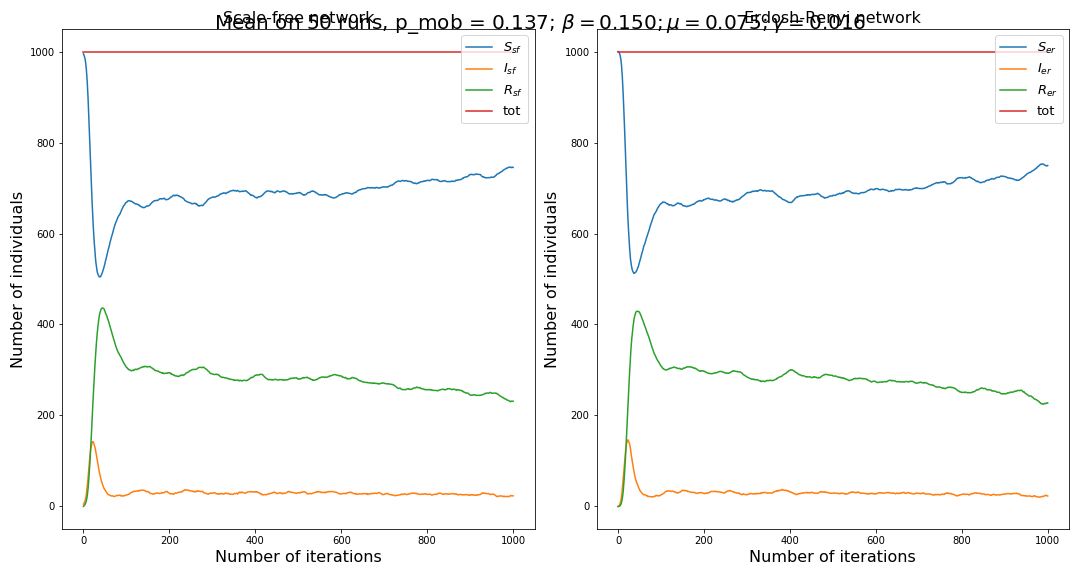 Scale-free network
Erdosh-Renyi network
Mean on 50 runs, p_mob = 0.137; β = 0.150; μ = 0.075; γ = 0.016
S_sf
I_sf
R_sf
tot
S_er
I_er
R_er
tot
Number of individuals
1000
800
600
400
200
0
0 200 400 600 800 1000
Number of iterations
Number of individuals
1000
800
600
400
200
0
0 200 400 600 800 1000
Number of iterations